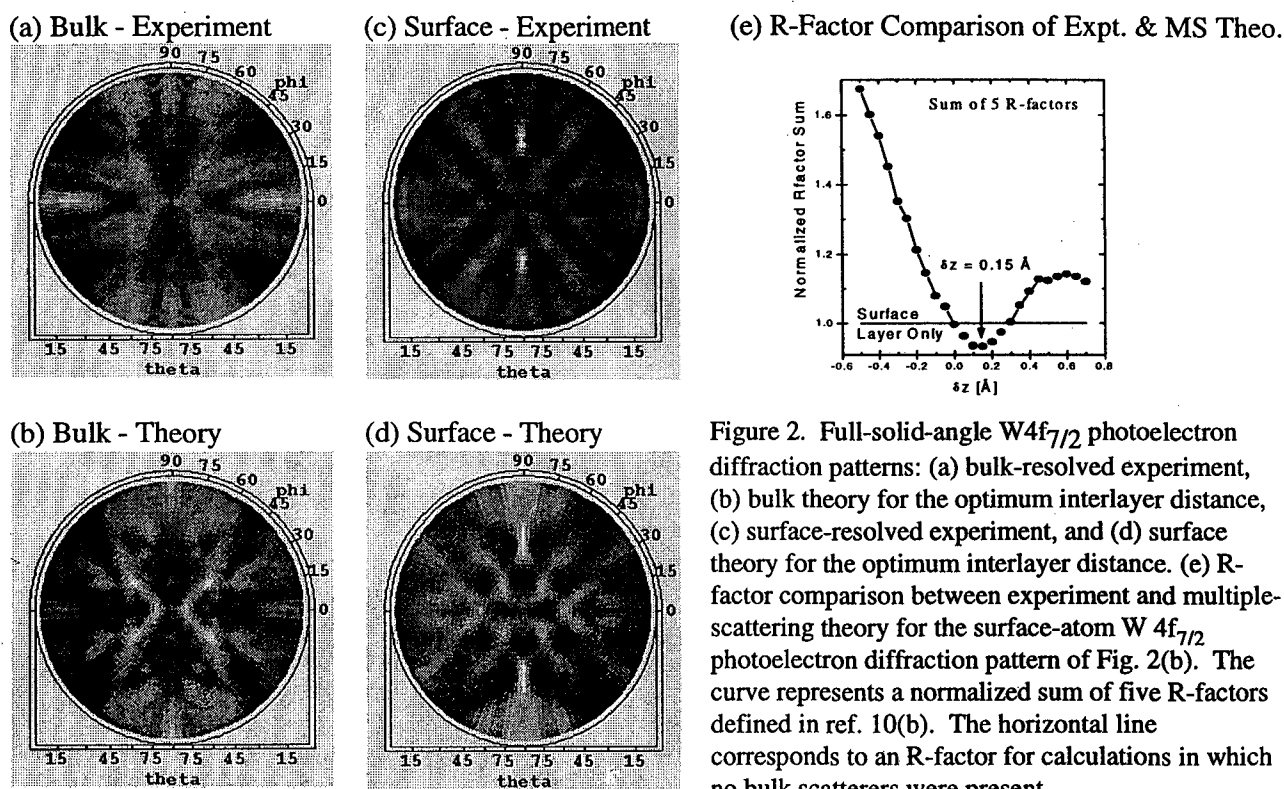 (a) Bulk - Experiment
90
75
60
phi
45
30
15
0
15 45 75 75 45 15
theta
(c) Surface - Experiment
90
75
60
phi
45
30
15
0
15 45 75 75 45 15
theta
(e) R-Factor Comparison of Expt. & MS Theo.
Sum of 5 R-factors
Normalized Rfactor Sum
1.6
1.4
1.2
1.0
δz = 0.15 Å
Surface
Layer Only
-0.6 -0.4 -0.2 0.0 0.2 0.4 0.6 0.8
δz [Å]
(b) Bulk - Theory
90
75
60
phi
45
30
15
0
15 45 75 75 45 15
theta
(d) Surface - Theory
90
75
60
phi
45
30
15
0
15 45 75 75 45 15
theta
Figure 2. Full-solid-angle W4f7/2 photoelectron
diffraction patterns: (a) bulk-resolved experiment,
(b) bulk theory for the optimum interlayer distance,
(c) surface-resolved experiment, and (d) surface
theory for the optimum interlayer distance. (e) R-
factor comparison between experiment and multiple-
scattering theory for the surface-atom W 4f7/2
photoelectron diffraction pattern of Fig. 2(b). The
curve represents a normalized sum of five R-factors
defined in ref. 10(b). The horizontal line
corresponds to an R-factor for calculations in which
no bulk scatterers were present